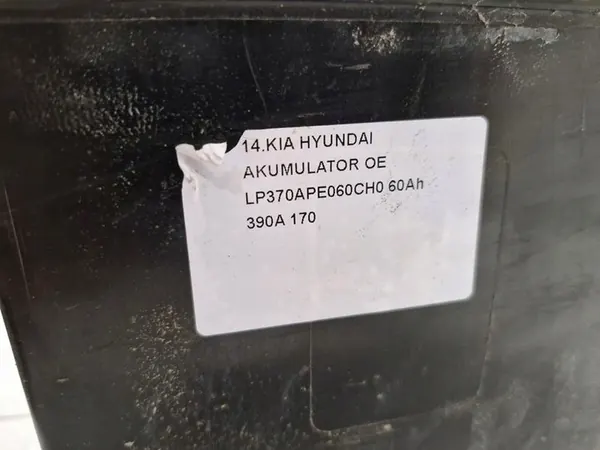 14.KIA HYUNDAI
AKUMULATOR OE
LP370APE060CH0 60Ah
390A 170